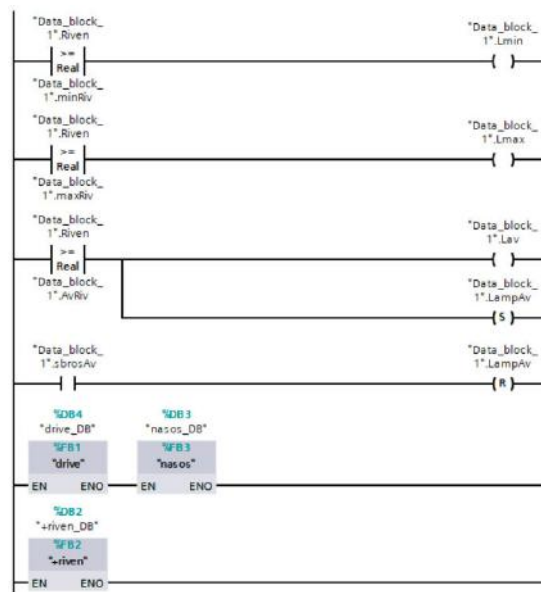 "Data_block_
1".Riven
>=
Real
"Data_block_
1".minRiv
"Data_block_
1".Lmin
"Data_block_
1".Riven
>=
Real
"Data_block_
1".maxRiv
"Data_block_
1".Lmax
"Data_block_
1".Riven
>=
Real
"Data_block_
1".AvRiv
"Data_block_
1".Lav
"Data_block_
1".LampAv
S
"Data_block_
1".sbrosAv
"Data_block_
1".LampAv
R
%DB4
"drive_DB"
%FB1
"drive"
EN ENO
%DB3
"nasos_DB"
%FB3
"nasos"
EN ENO
%DB2
"+riven_DB"
%FB2
"+riven"
EN ENO